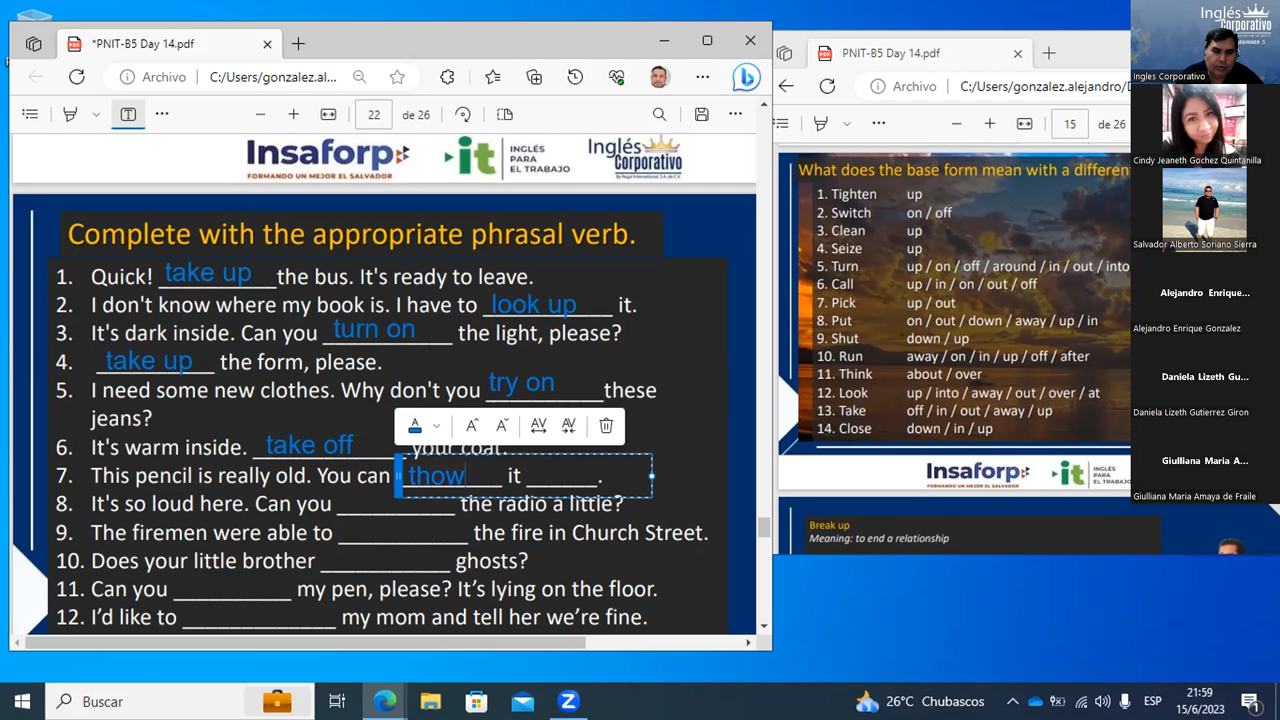 *PNIT-B5 Day 14.pdf
Archivo
C:/Users/gonzalez.al...
22
de 26
Insaforp
FORMANDO UN MEJOR EL SALVADOR
it
INGLÉS
PARA
EL TRABAJO
Inglés
Corporativo
Complete with the appropriate phrasal verb.
1. Quick! take up the bus. It's ready to leave.
2. I don't know where my book is. I have to look up it.
3. It's dark inside. Can you turn on the light, please?
4. take up the form, please.
5. I need some new clothes. Why don't you try on these
jeans?
6. It's warm inside. take off your coat.
7. This pencil is really old. You can thow____ it ______.
8. It's so loud here. Can you __________ the radio a little?
9. The firemen were able to ___________ the fire in Church Street.
10. Does your little brother ___________ ghosts?
11. Can you __________ my pen, please? It's lying on the floor.
12. I'd like to _____________ my mom and tell her we're fine.
PNIT-B5 Day 14.pdf
Archivo
C:/Users/gonzalez.alejandro/D
15
de 26
What does the base form mean with a different
1. Tighten up
2. Switch on / off
3. Clean up
4. Seize up
5. Turn up / on / off / around / in / out / into
6. Call up / in / on / out / off
7. Pick up / out
8. Put on / out / down / away / up / in
9. Shut down / up
10. Run away / on / in / up / off / after
11. Think about / over
12. Look up / into / away / out / over / at
13. Take off / in / out / away / up
14. Close down / in / up
Insaforp
FORMANDO UN MEJOR EL SALVADOR
it
INGLÉS
PARA
EL TRABAJO
Break up
Meaning: to end a relationship
Inglés
Corporativo
Ingles Corporativo
Cindy Jeaneth Gochez Quintanilla
Salvador Alberto Soriano Sierra
Alejandro Enrique...
Alejandro Enrique Gonzalez
Daniela Lizeth Gu...
Daniela Lizeth Gutierrez Giron
Giulliana Maria A...
Giulliana Maria Amaya de Fraile
Buscar
26°C Chubascos
ESP
21:59
15/6/2023